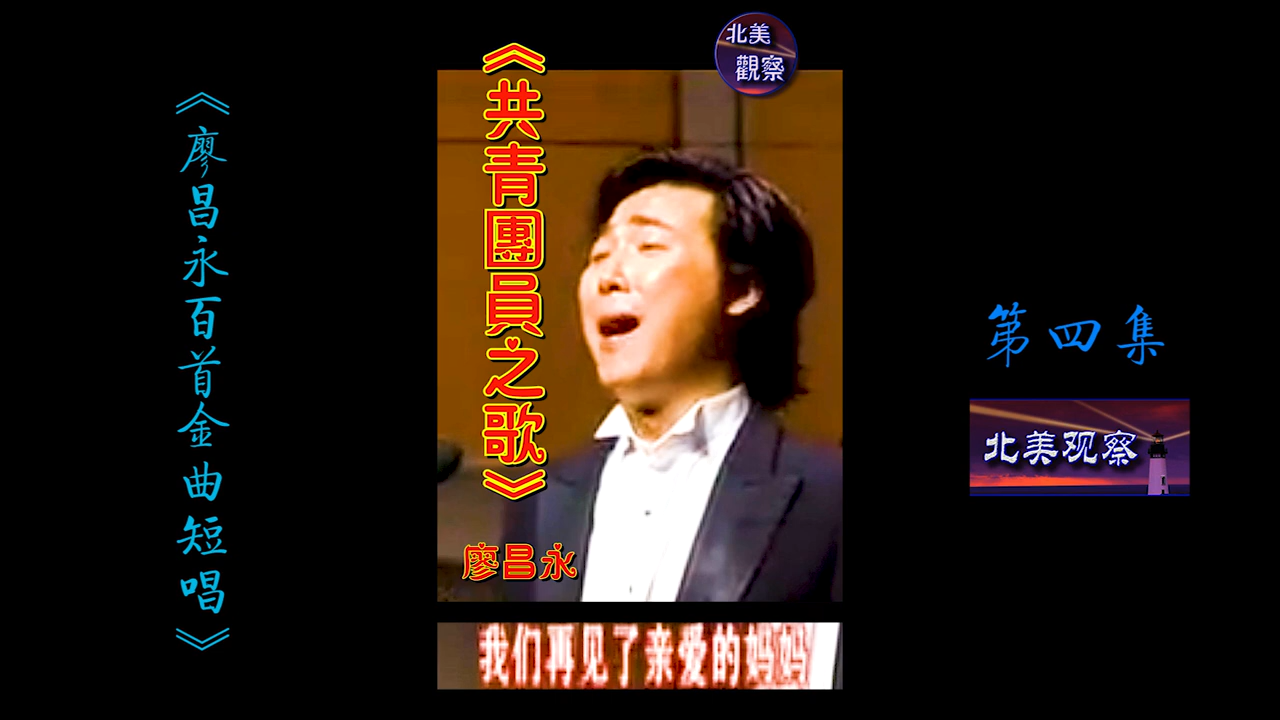 《廖昌永百首金曲短唱》
北美
觀察
《共青團員之歌》
廖昌永
我们再见了亲爱的妈妈
第四集
北美观察